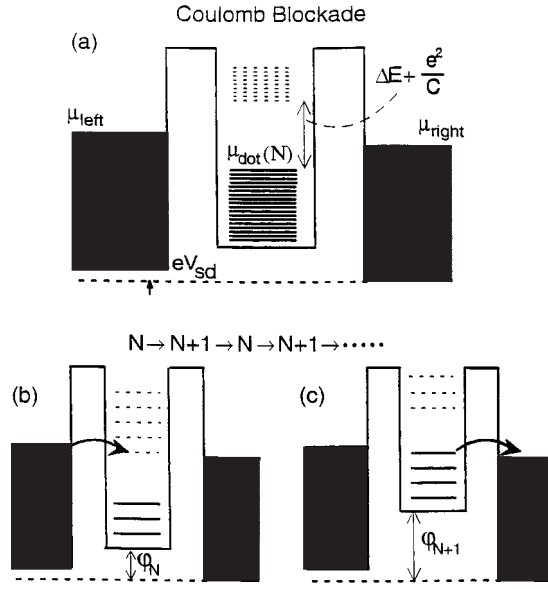 Coulomb Blockade
(a)
ΔE + e²/C
μleft
μright
μdot(N)
eVsd
N → N+1 → N → N+1 → ·····
(b)
(c)
φN
φN+1